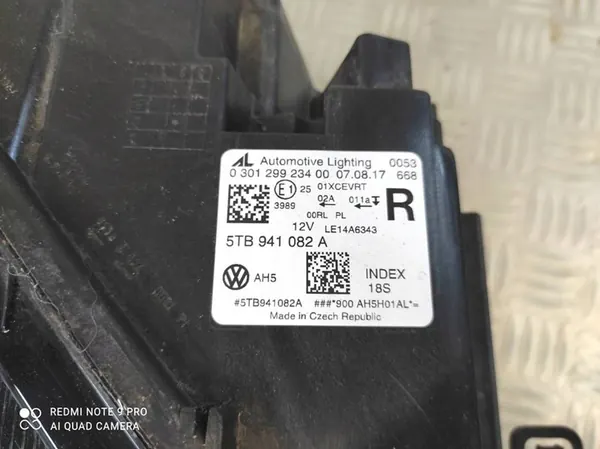 AL Automotive Lighting 0053
0 301 299 234 00 07.08.17 668
E1 25 01XCEVRT
3989 02A 011a R
00RL PL
12V LE14A6343
5TB 941 082 A
VW AH5 INDEX
18S
#5TB941082A ###*900 AH5H01AL*=
Made in Czech Republic
REDMI NOTE 9 PRO
AI QUAD CAMERA